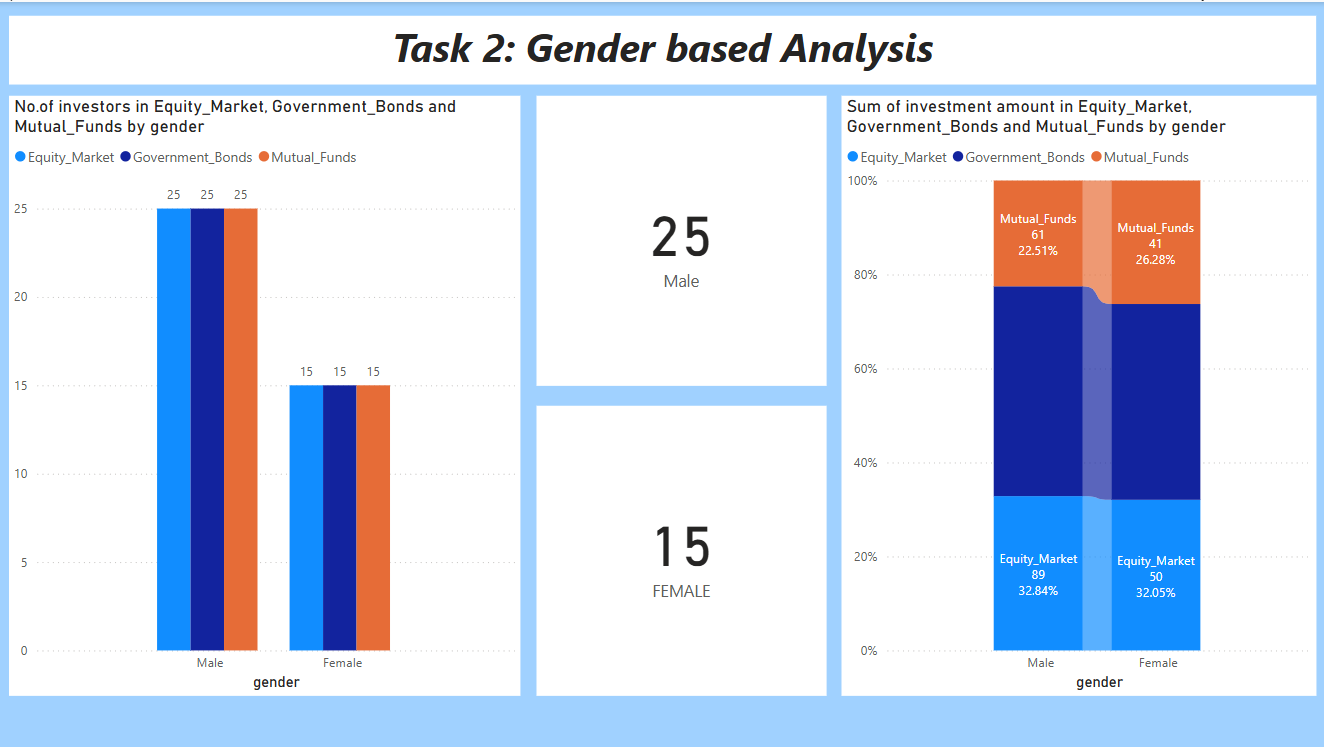 Task 2: Gender based Analysis
No.of investors in Equity_Market, Government_Bonds and
Mutual_Funds by gender
Equity_Market Government_Bonds Mutual_Funds
25 25 25
25
20
15 15 15
15
10
5
0
Male Female
gender
25
Male
15
FEMALE
Sum of investment amount in Equity_Market,
Government_Bonds and Mutual_Funds by gender
Equity_Market Government_Bonds Mutual_Funds
100%
80%
60%
40%
20%
0%
Mutual_Funds
61
22.51%
Mutual_Funds
41
26.28%
Equity_Market
89
32.84%
Equity_Market
50
32.05%
Male Female
gender